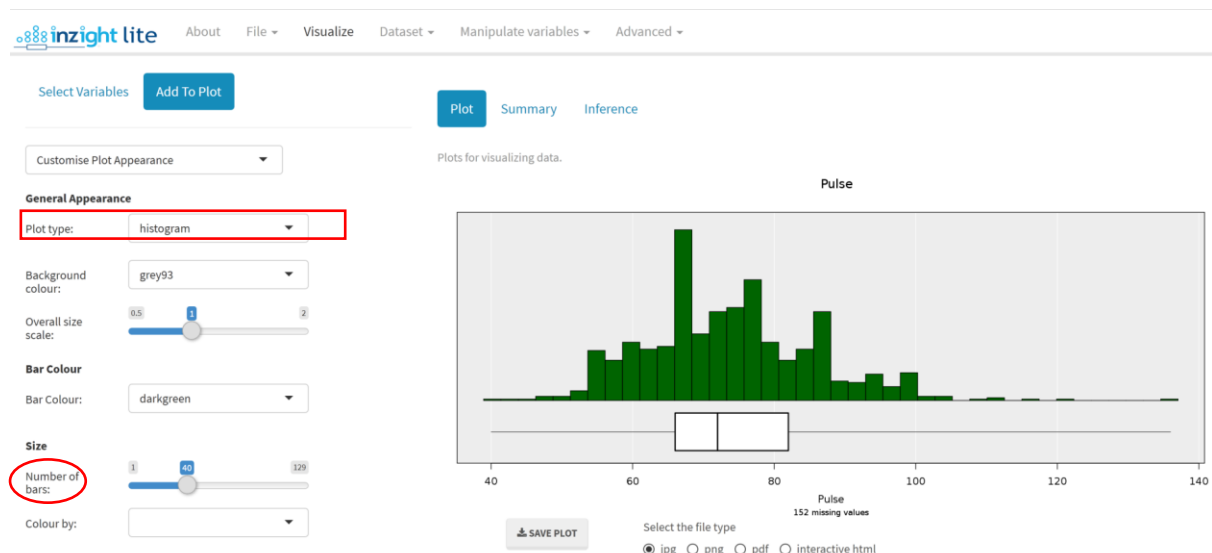 inzight lite
About File Visualize Dataset Manipulate variables Advanced
Select Variables Add To Plot
Customise Plot Appearance
General Appearance
Plot type: histogram
Background colour: grey93
Overall size scale: 0.5 1 2
Bar Colour
Bar Colour: darkgreen
Size
Number of bars: 1 40 129
Colour by:
Plot Summary Inference
Plots for visualizing data.
Pulse
40 60 80 100 120 140
Pulse
152 missing values
SAVE PLOT
Select the file type
jpg png pdf interactive html